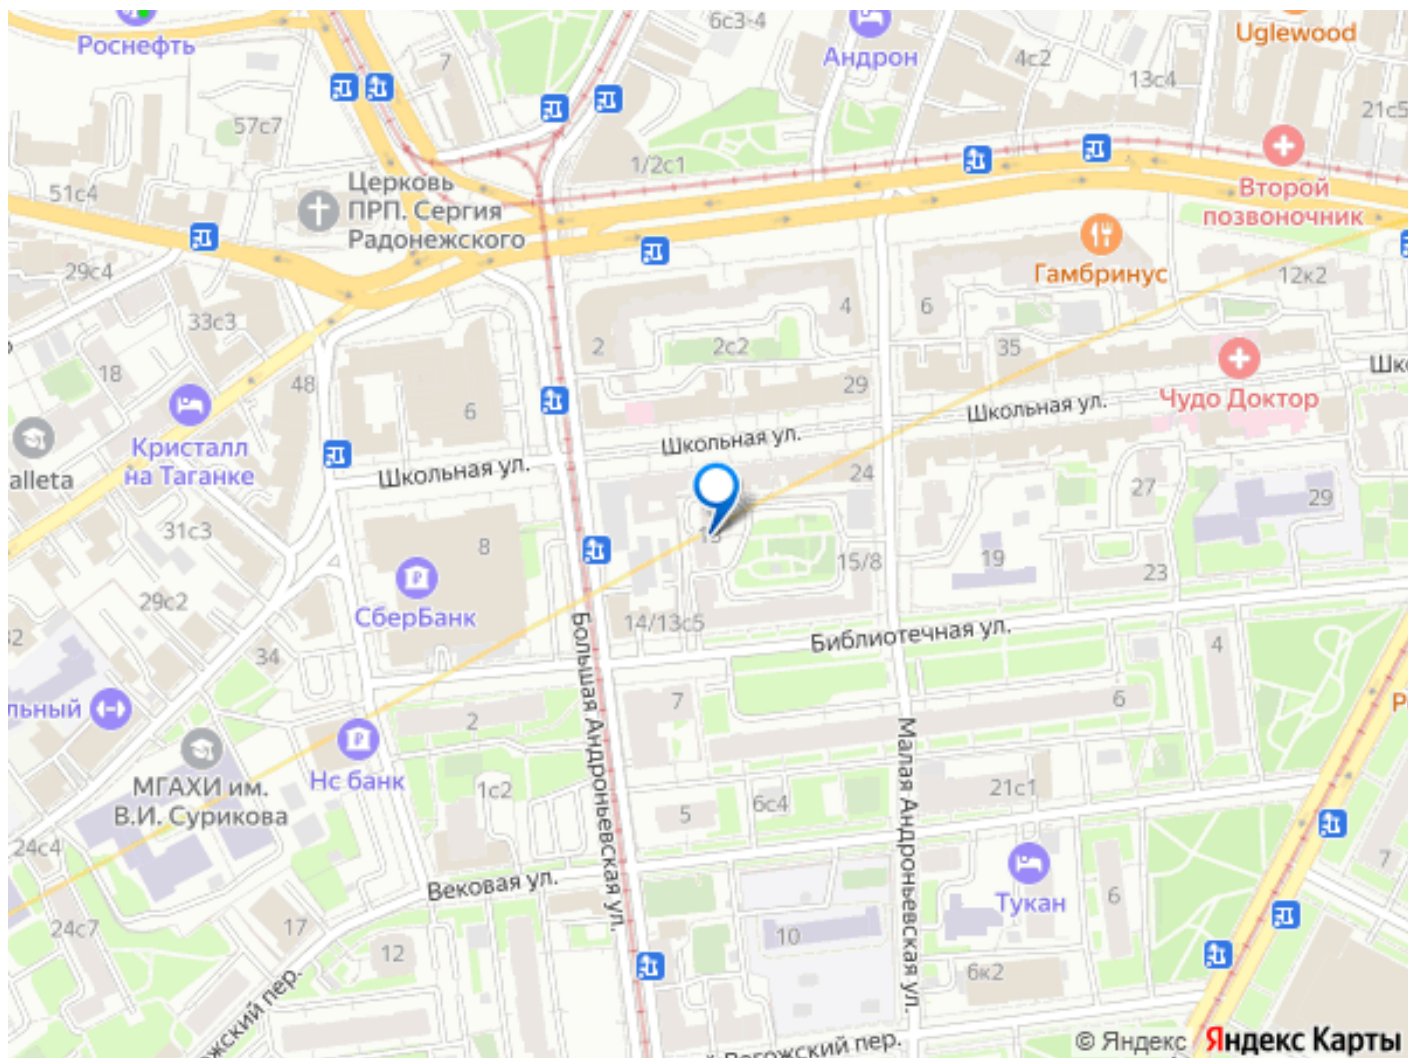 Роснефть
6с3-4
Андрон
Uglewood
7
4с2
13с4
57с7
21с5
51с4
Церковь
ПРП. Сергия
Радонежского
1/2с1
Второй
позвоночник
29с4
Гамбринус
12к2
33с3
4
6
2
2с2
35
18
48
29
Чудо Доктор
6
Школьная ул.
Школьная ул.
Кристалл
на Таганке
Школьная ул.
24
alleta
27
29
31с3
8
15/8
19
23
29с2
СберБанк
14/13с5
Библиотечная ул.
32
34
4
льный
2
7
6
Большая Андроньевская ул.
Малая Андроньевская ул.
МГАХИ им.
В.И. Сурикова
Нс банк
1с2
5
6с4
21с1
24с4
7
Вековая ул.
Тукан
6
24с7
17
12
10
6к2
© Яндекс
Яндекс Карты